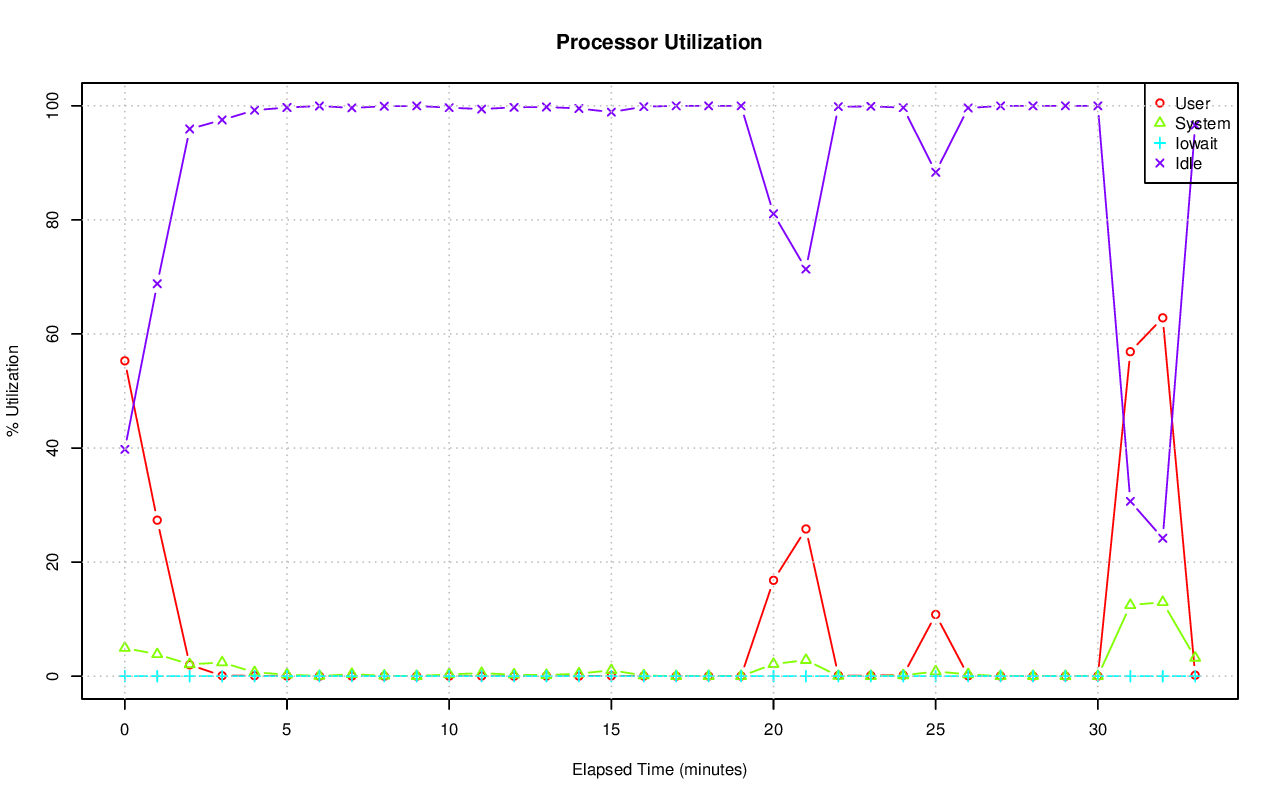 Processor Utilization
100
80
60
40
20
0
% Utilization
User
System
Iowait
Idle
0 5 10 15 20 25 30
Elapsed Time (minutes)